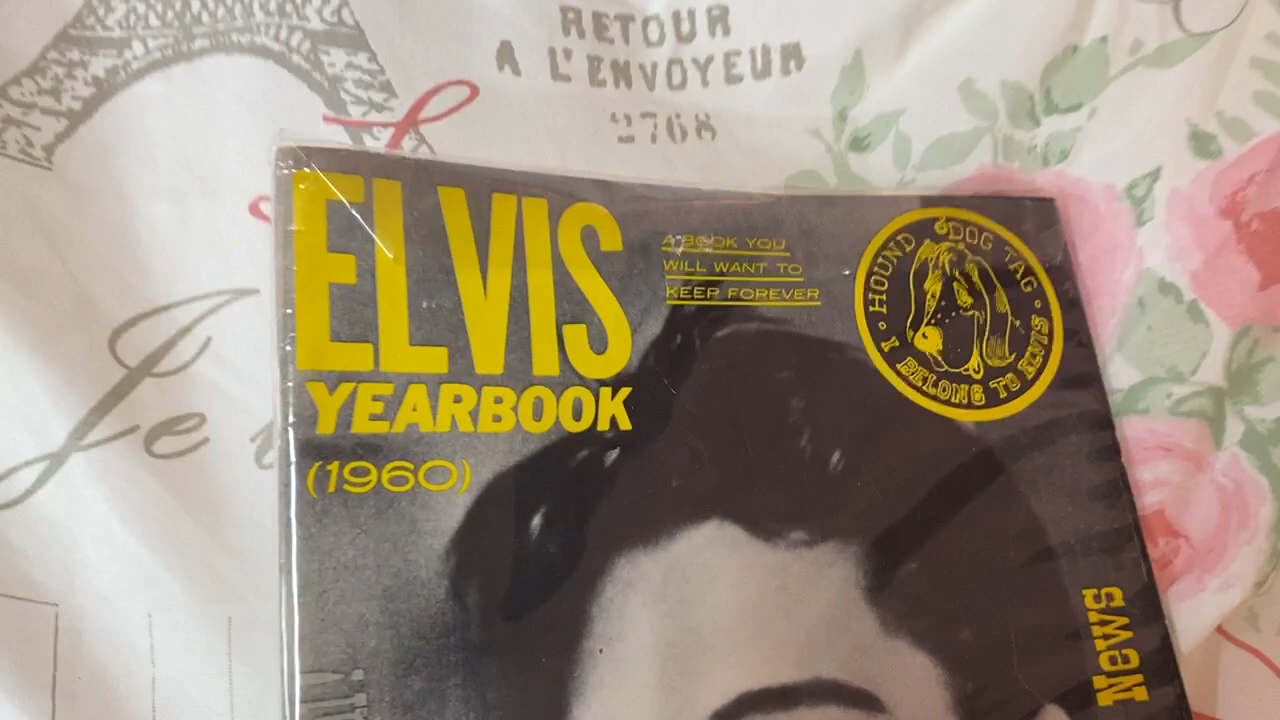 RETOUR
A L'ENVOYEUR
2768
ELVIS
YEARBOOK
(1960)
A BOOK YOU
WILL WANT TO
KEEP FOREVER
HOUND DOG TAG
I BELONG TO ELVIS
News